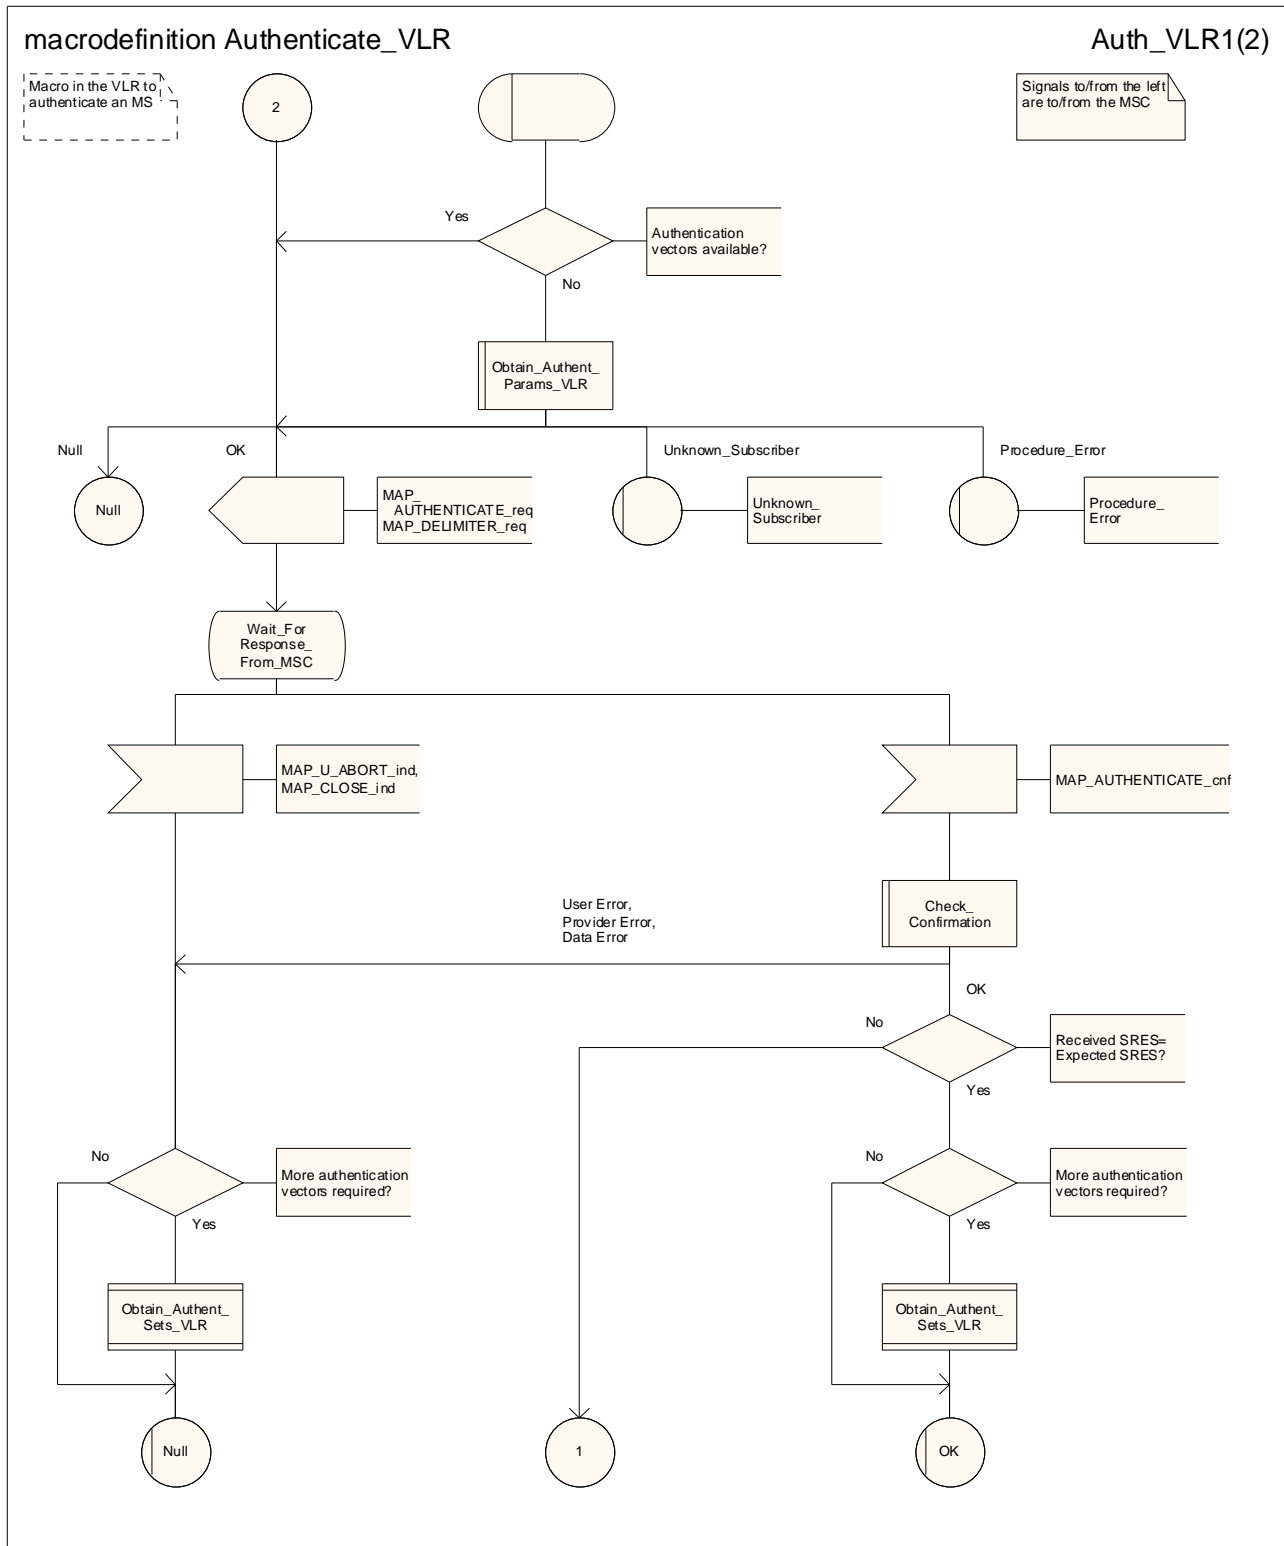 macrodefinition Authenticate_VLR
Auth_VLR1(2)
Macro in the VLR to
authenticate an MS
2
Signals to/from the left
are to/from the MSC
Yes
Authentication
vectors available?
No
Obtain_Authent_
Params_VLR
Null
OK
Unknown_Subscriber
Procedure_Error
Null
MAP_
AUTHENTICATE_req
MAP_DELIMITER_req
Unknown_
Subscriber
Procedure_
Error
Wait_For
Response_
From_MSC
MAP_U_ABORT_ind,
MAP_CLOSE_ind
MAP_AUTHENTICATE_cnf
User Error,
Provider Error,
Data Error
Check_
Confirmation
OK
No
Received SRES=
Expected SRES?
Yes
No
More authentication
vectors required?
Yes
No
More authentication
vectors required?
Yes
Obtain_Authent_
Sets_VLR
Obtain_Authent_
Sets_VLR
Null
1
OK